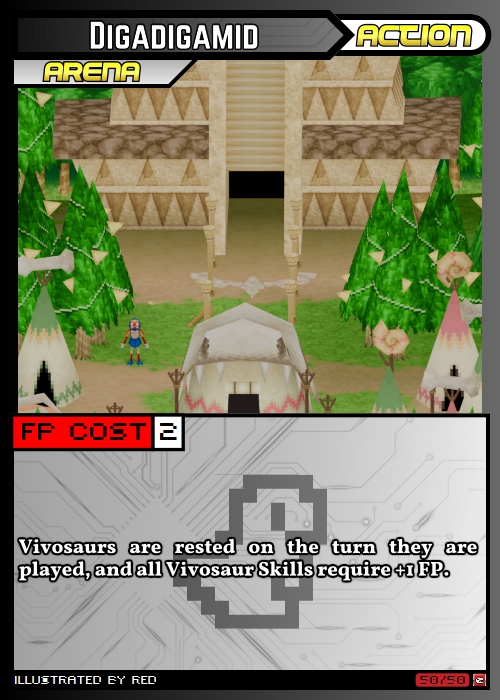 DIGADIGAMID
ACTION
ARENA
FP COST 2
Vivosaurs are rested on the turn they are
played, and all Vivosaur Skills require +1 FP.
ILLUSTRATED BY RED
50/50